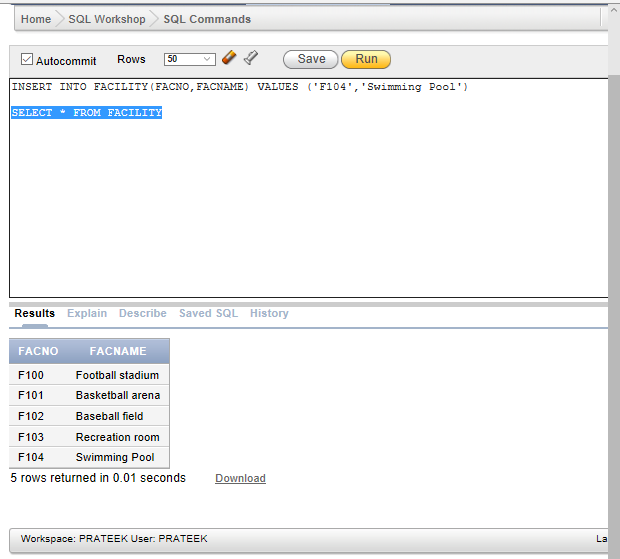 Home SQL Workshop SQL Commands
Autocommit Rows 50 Save Run
INSERT INTO FACILITY(FACNO,FACNAME) VALUES ('F104','Swimming Pool')
SELECT * FROM FACILITY
Results Explain Describe Saved SQL History
FACNO FACNAME
F100 Football stadium
F101 Basketball arena
F102 Baseball field
F103 Recreation room
F104 Swimming Pool
5 rows returned in 0.01 seconds Download
Workspace: PRATEEK User: PRATEEK La